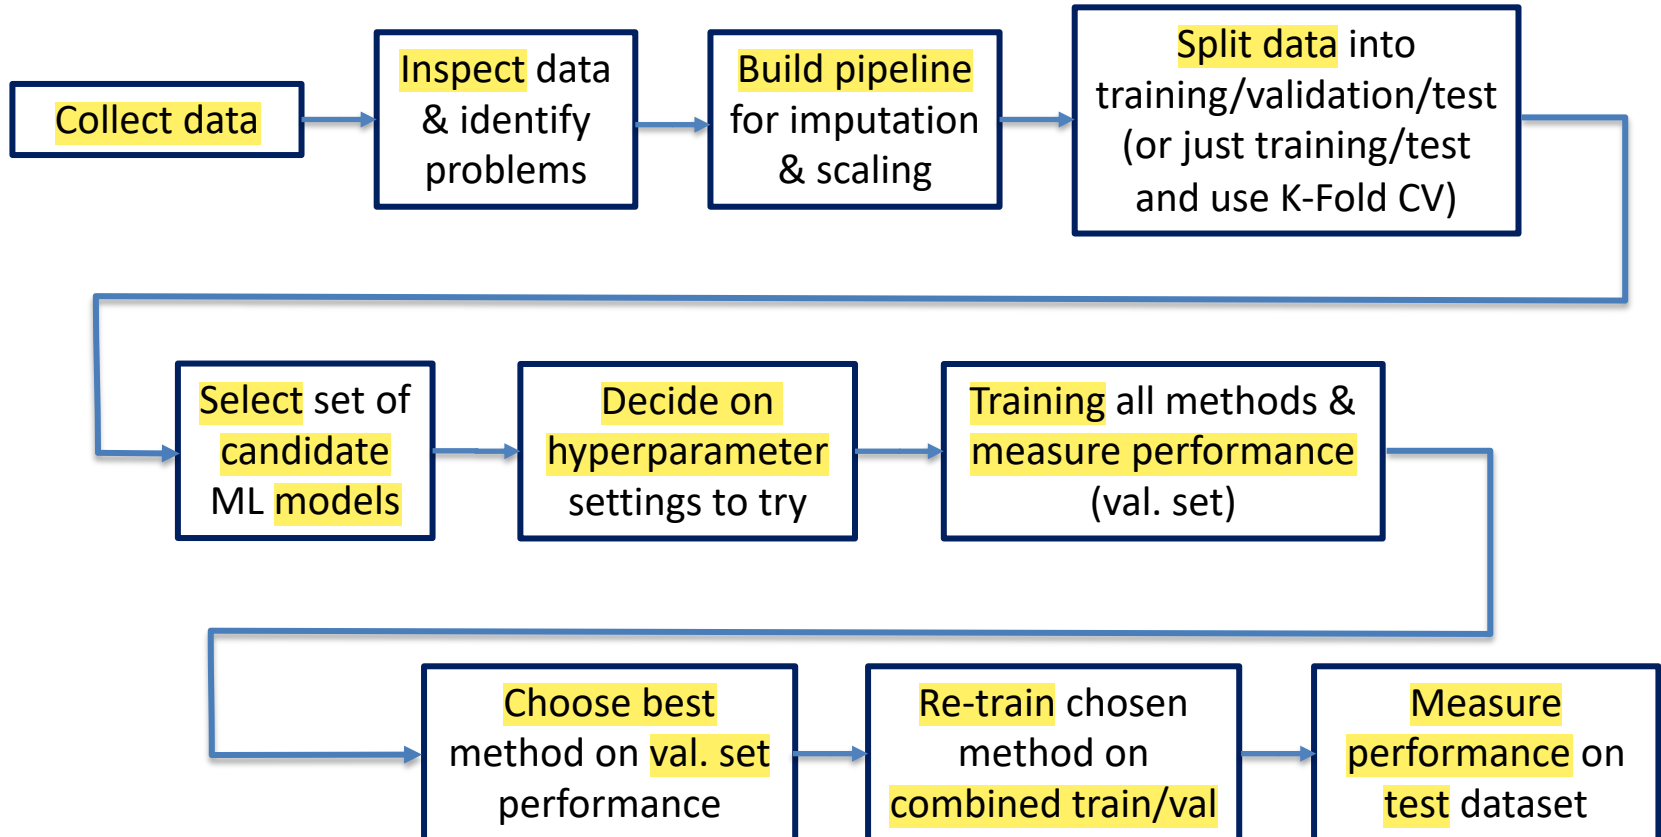 Collect data
Inspect data
& identify
problems
Build pipeline
for imputation
& scaling
Split data into
training/validation/test
(or just training/test
and use K-Fold CV)
Select set of
candidate
ML models
Decide on
hyperparameter
settings to try
Training all methods &
measure performance
(val. set)
Choose best
method on val. set
performance
Re-train chosen
method on
combined train/val
Measure
performance on
test dataset